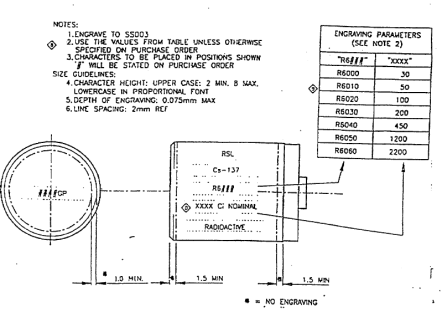 NOTES:
1. ENGRAVE TO SS003
2. USE THE VALUES FROM TABLE UNLESS OTHERWISE
SPECIFIED ON PURCHASE ORDER
3. CHARACTERS TO BE PLACED IN POSITIONS SHOWN
"#" WILL BE STATED ON PURCHASE ORDER
SIZE GUIDELINES:
4. CHARACTER HEIGHT: UPPER CASE: 2 MIN. 8 MAX.
LOWERCASE IN PROPORTIONAL FONT
5. DEPTH OF ENGRAVING: 0.075mm MAX
6. LINE SPACING: 2mm REF
ENGRAVING PARAMETERS
(SEE NOTE 2)
"R6###" "XXXX"
R6000 30
R6010 50
R6020 100
R6030 200
R6040 450
R6050 1200
R6060 2200
####GP
RSL
Cs-137
R6###
XXXX Ci NOMINAL
RADIOACTIVE
1.0 MIN.
1.5 MIN
1.5 MIN
* = NO ENGRAVING